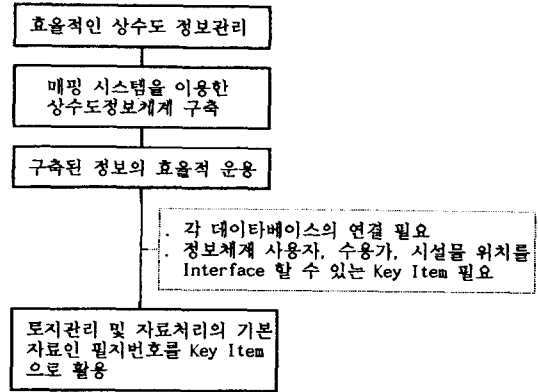 효율적인 상수도 정보관리
매핑 시스템을 이용한
상수도정보체계 구축
구축된 정보의 효율적 운용
. 각 데이타베이스의 연결 필요
. 정보체계 사용자, 수용가, 시설물 위치를
Interface 할 수 있는 Key Item 필요
토지관리 및 자료처리의 기본
자료인 필지번호를 Key Item
으로 활용